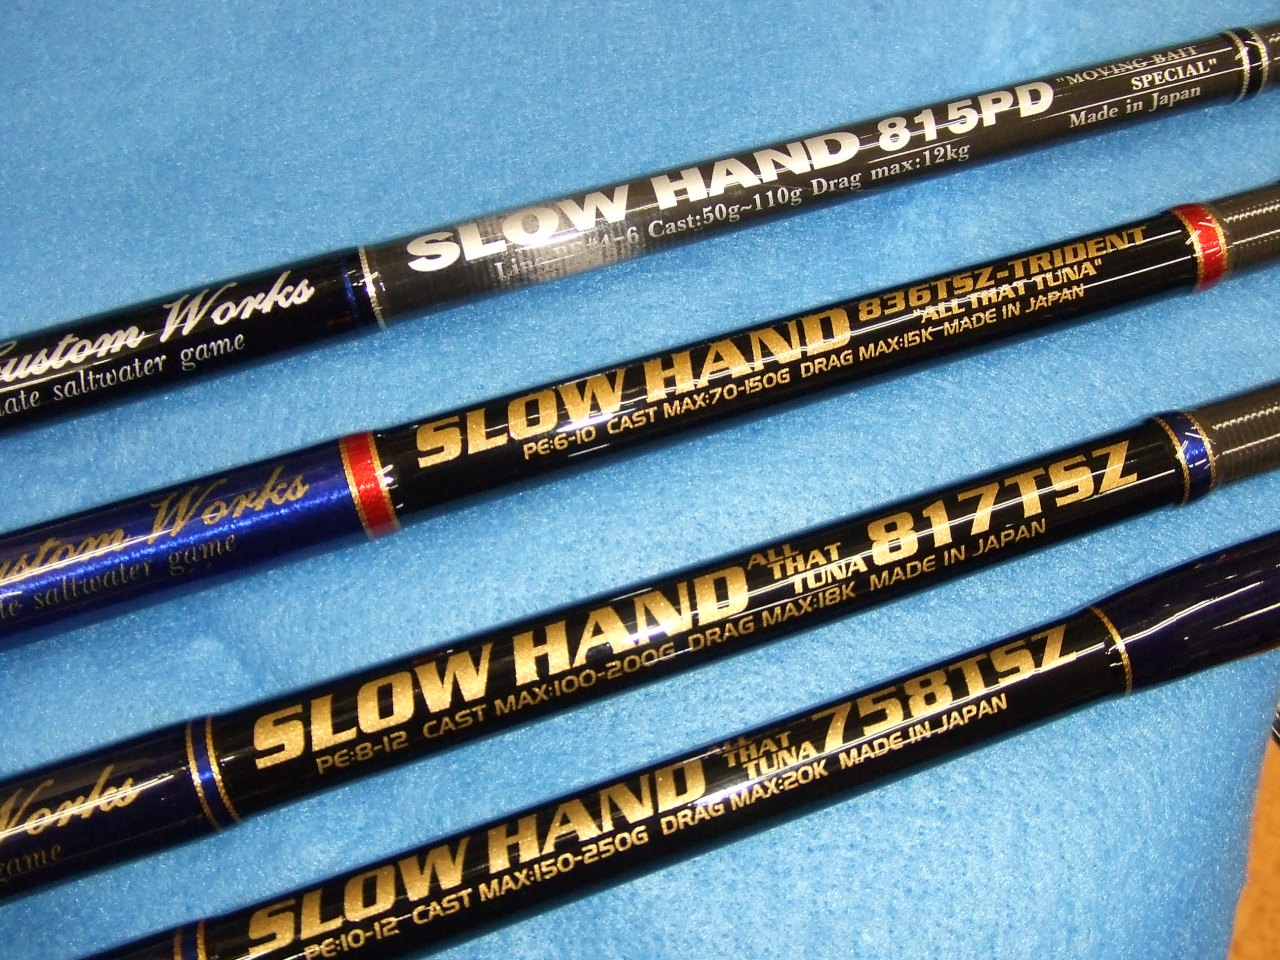 SLOW HAND 815PD "MOVING BAIT
SPECIAL"
Cast:50g~110g Drag max:12kg Made in Japan
Custom Works
saltwater game
SLOW HAND 836TSZ-TRIDENT
"ALL THAT TUNA"
PE:6-10 CAST MAX:70-150G DRAG MAX:15K MADE IN JAPAN
Works
saltwater game
SLOW HAND ALL THAT TUNA 817TSZ
PE:8-12 CAST MAX:100-200G DRAG MAX:18K MADE IN JAPAN
Works
game
SLOW HAND ALL THAT TUNA 758TSZ
PE:10-12 CAST MAX:150-250G DRAG MAX:20K MADE IN JAPAN